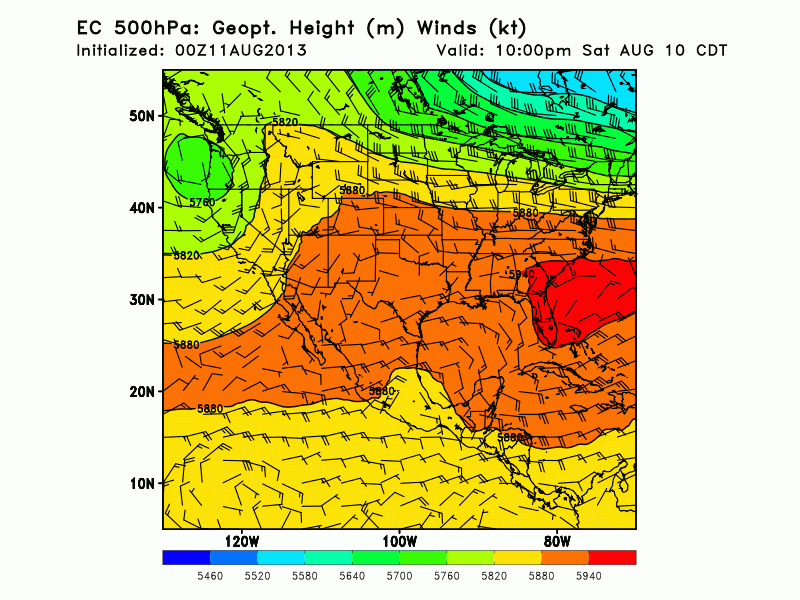 EC 500hPa: Geopt. Height (m) Winds (kt)
Initialized: 00Z11AUG2013 Valid: 10:00pm Sat AUG 10 CDT
50N
5820
5880
40N
5760
5880
5820
5940
30N
5880
20N
5880
5880
5880
10N
120W 100W 80W
5460 5520 5580 5640 5700 5760 5820 5880 5940